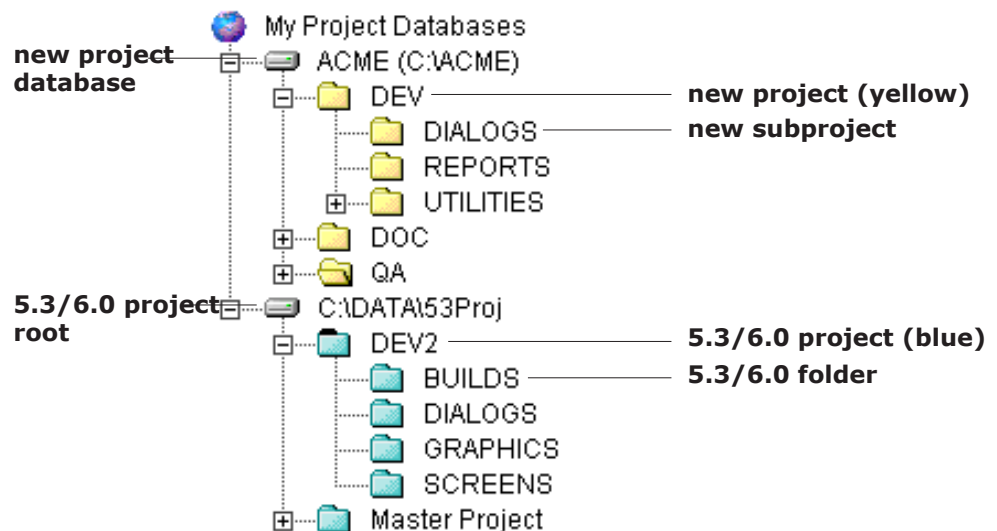 My Project Databases
new project database
ACME (C:\ACME)
DEV
new project (yellow)
DIALOGS
new subproject
REPORTS
UTILITIES
DOC
QA
5.3/6.0 project root
C:\DATA\53Proj
DEV2
5.3/6.0 project (blue)
BUILDS
5.3/6.0 folder
DIALOGS
GRAPHICS
SCREENS
Master Project